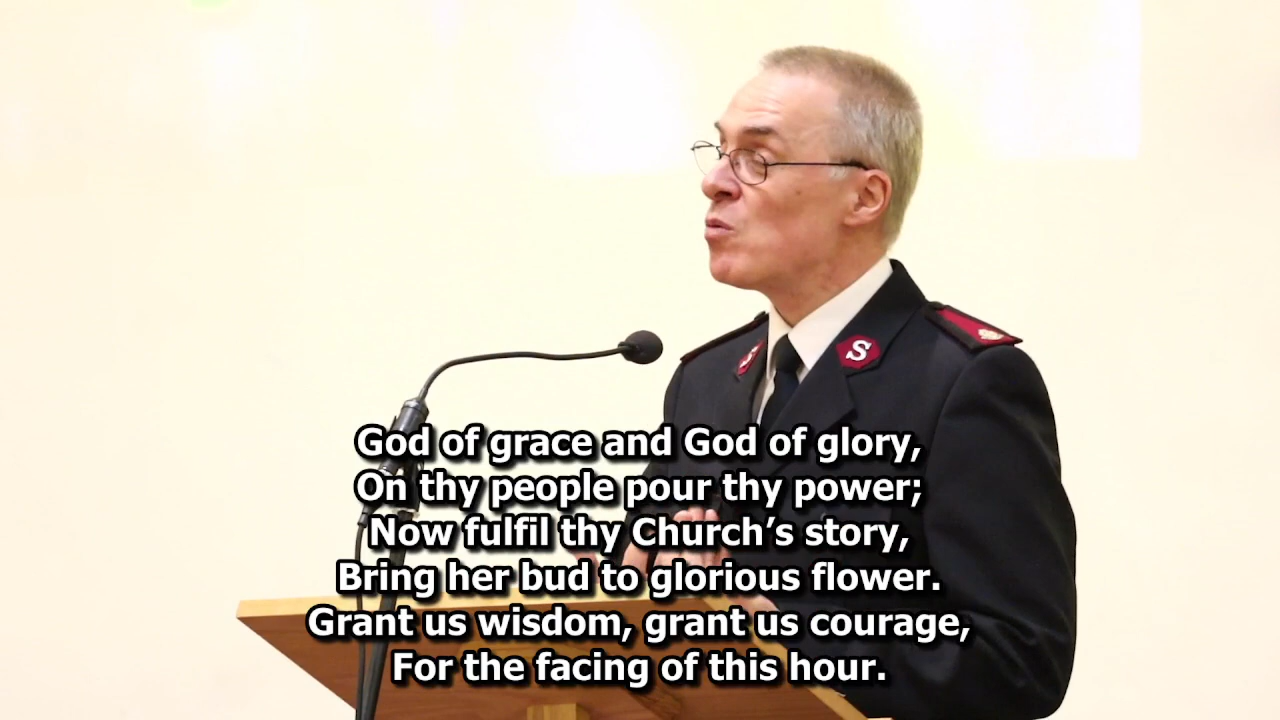 S
S
God of grace and God of glory,
On thy people pour thy power;
Now fulfil thy Church’s story,
Bring her bud to glorious flower.
Grant us wisdom, grant us courage,
For the facing of this hour.